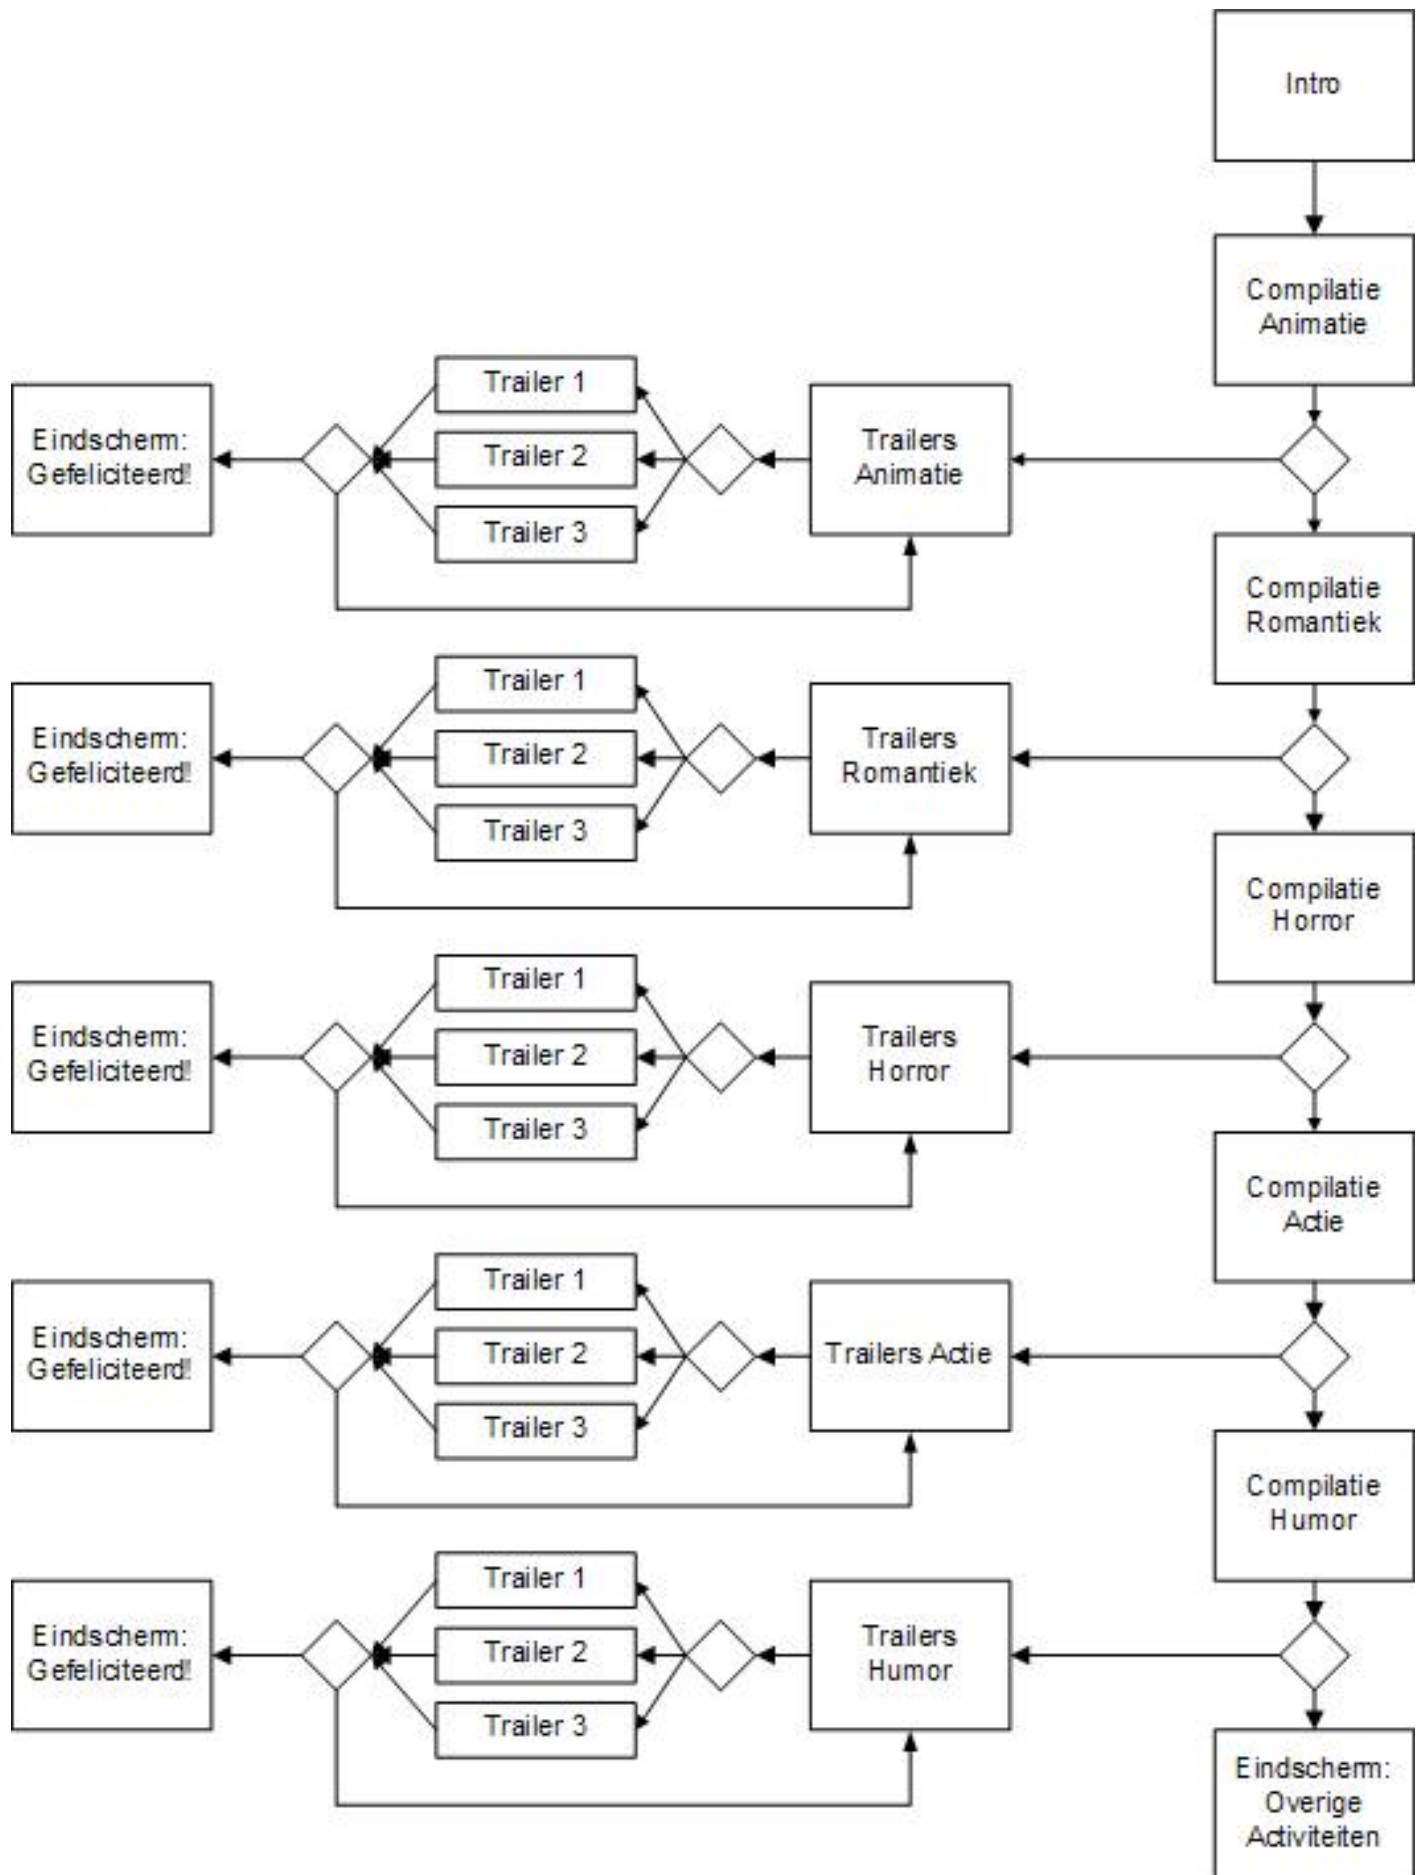 Intro
Compilatie
Animatie
Eindscherm:
Gefeliciteerd!
Trailer 1
Trailer 2
Trailer 3
Trailers
Animatie
Compilatie
Romantiek
Eindscherm:
Gefeliciteerd!
Trailer 1
Trailer 2
Trailer 3
Trailers
Romantiek
Compilatie
Horror
Eindscherm:
Gefeliciteerd!
Trailer 1
Trailer 2
Trailer 3
Trailers
Horror
Compilatie
Actie
Eindscherm:
Gefeliciteerd!
Trailer 1
Trailer 2
Trailer 3
Trailers Actie
Compilatie
Humor
Eindscherm:
Gefeliciteerd!
Trailer 1
Trailer 2
Trailer 3
Trailers
Humor
Eindscherm:
Overige
Activiteiten